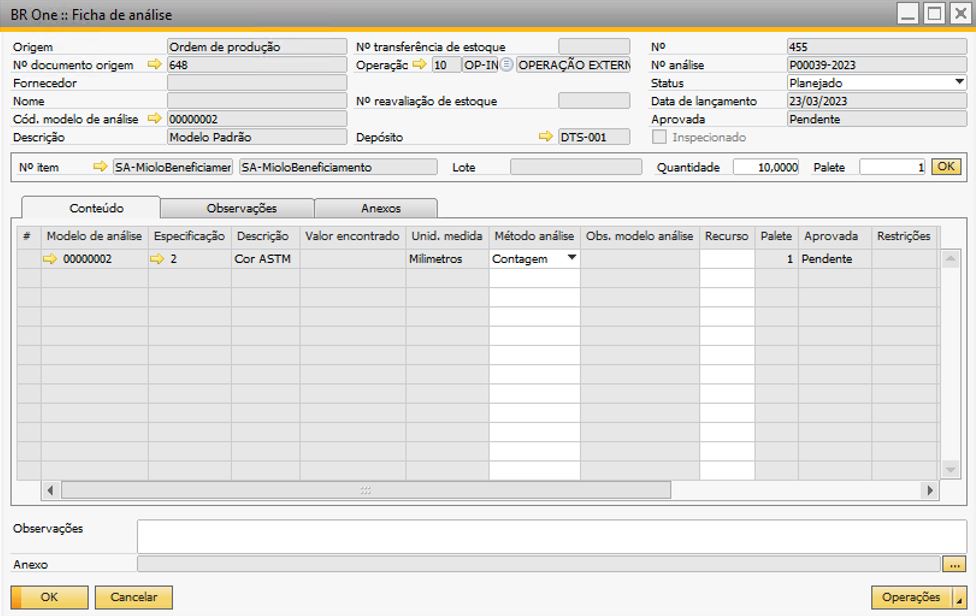 BR One :: Ficha de análise
Origem Ordem de produção Nº transferência de estoque Nº 455
Nº documento origem 648 Operação 10 OP-IN OPERAÇÃO EXTERN Nº análise P00039-2023
Fornecedor Status Planejado
Nome Nº reavaliação de estoque Data de lançamento 23/03/2023
Cód. modelo de análise 00000002 Aprovada Pendente
Descrição Modelo Padrão Depósito DTS-001 Inspecionado
Nº item SA-MioloBeneficiamer SA-MioloBeneficiamento Lote Quantidade 10,0000 Palete 1 OK
Conteúdo Observações Anexos
# Modelo de análise Especificação Descrição Valor encontrado Unid. medida Método análise Obs. modelo análise Recurso Palete Aprovada Restrições
00000002 2 Cor ASTM Milimetros Contagem 1 Pendente
Observações
Anexo ...
OK Cancelar Operações